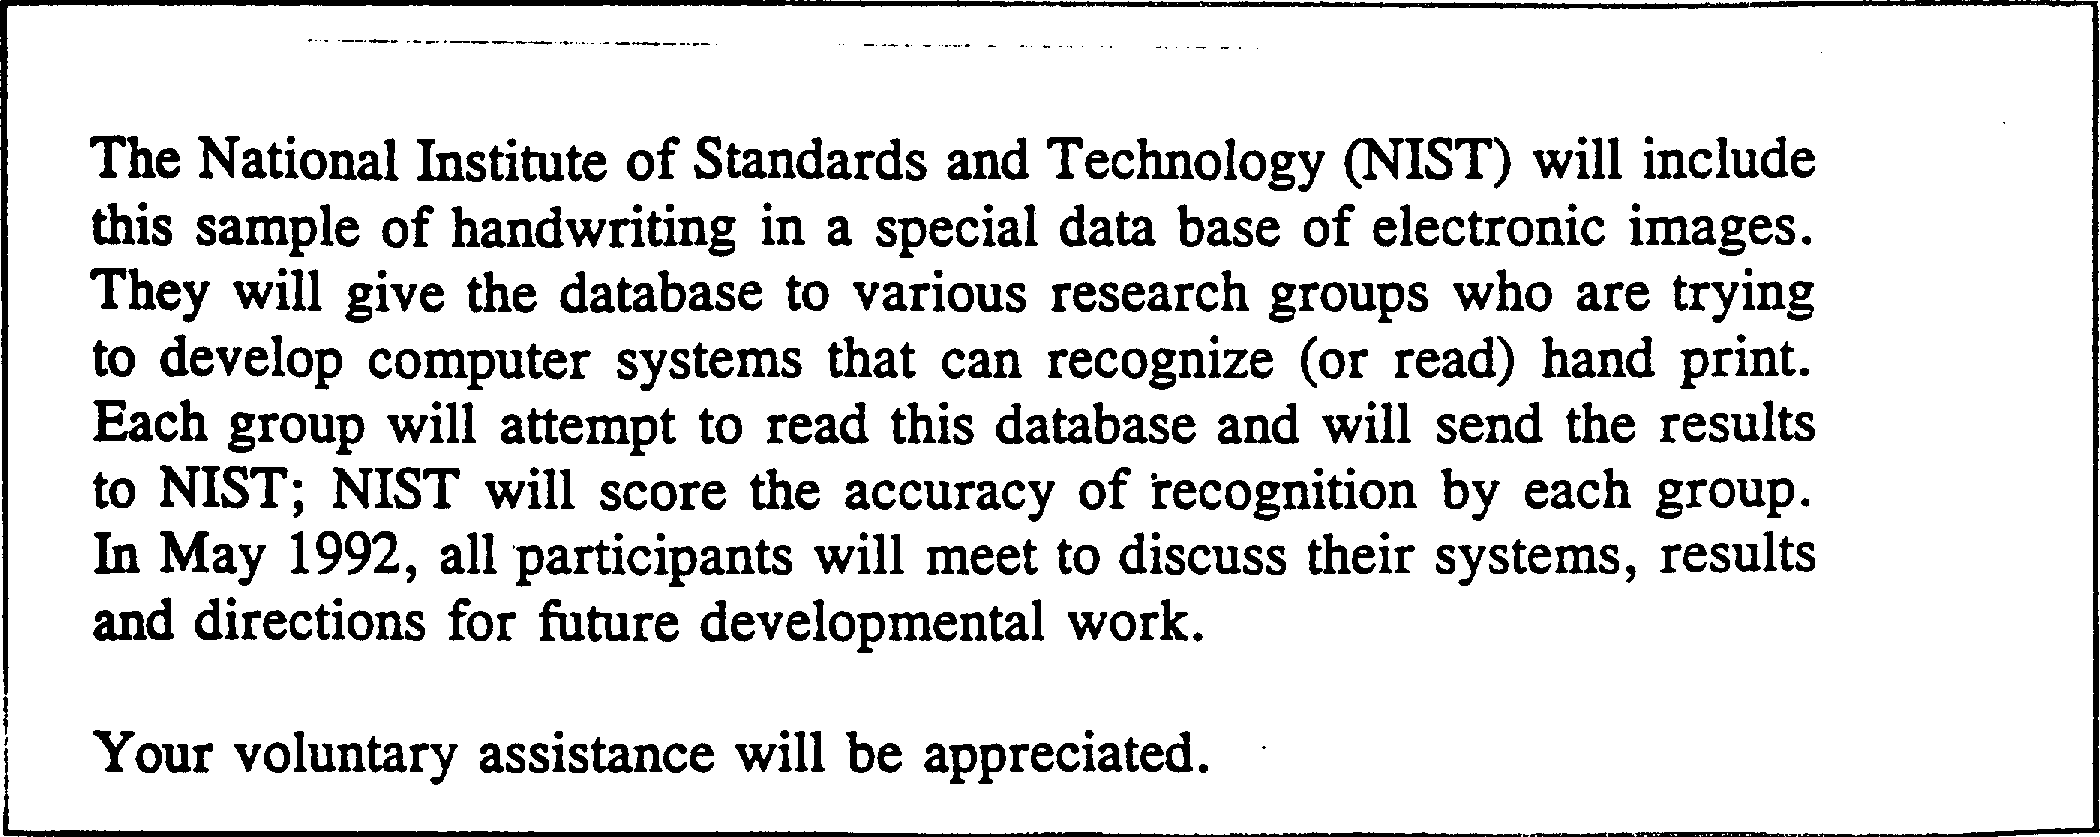 The National Institute of Standards and Technology (NIST) will include
this sample of handwriting in a special data base of electronic images.
They will give the database to various research groups who are trying
to develop computer systems that can recognize (or read) hand print.
Each group will attempt to read this database and will send the results
to NIST; NIST will score the accuracy of recognition by each group.
In May 1992, all participants will meet to discuss their systems, results
and directions for future developmental work.
Your voluntary assistance will be appreciated.